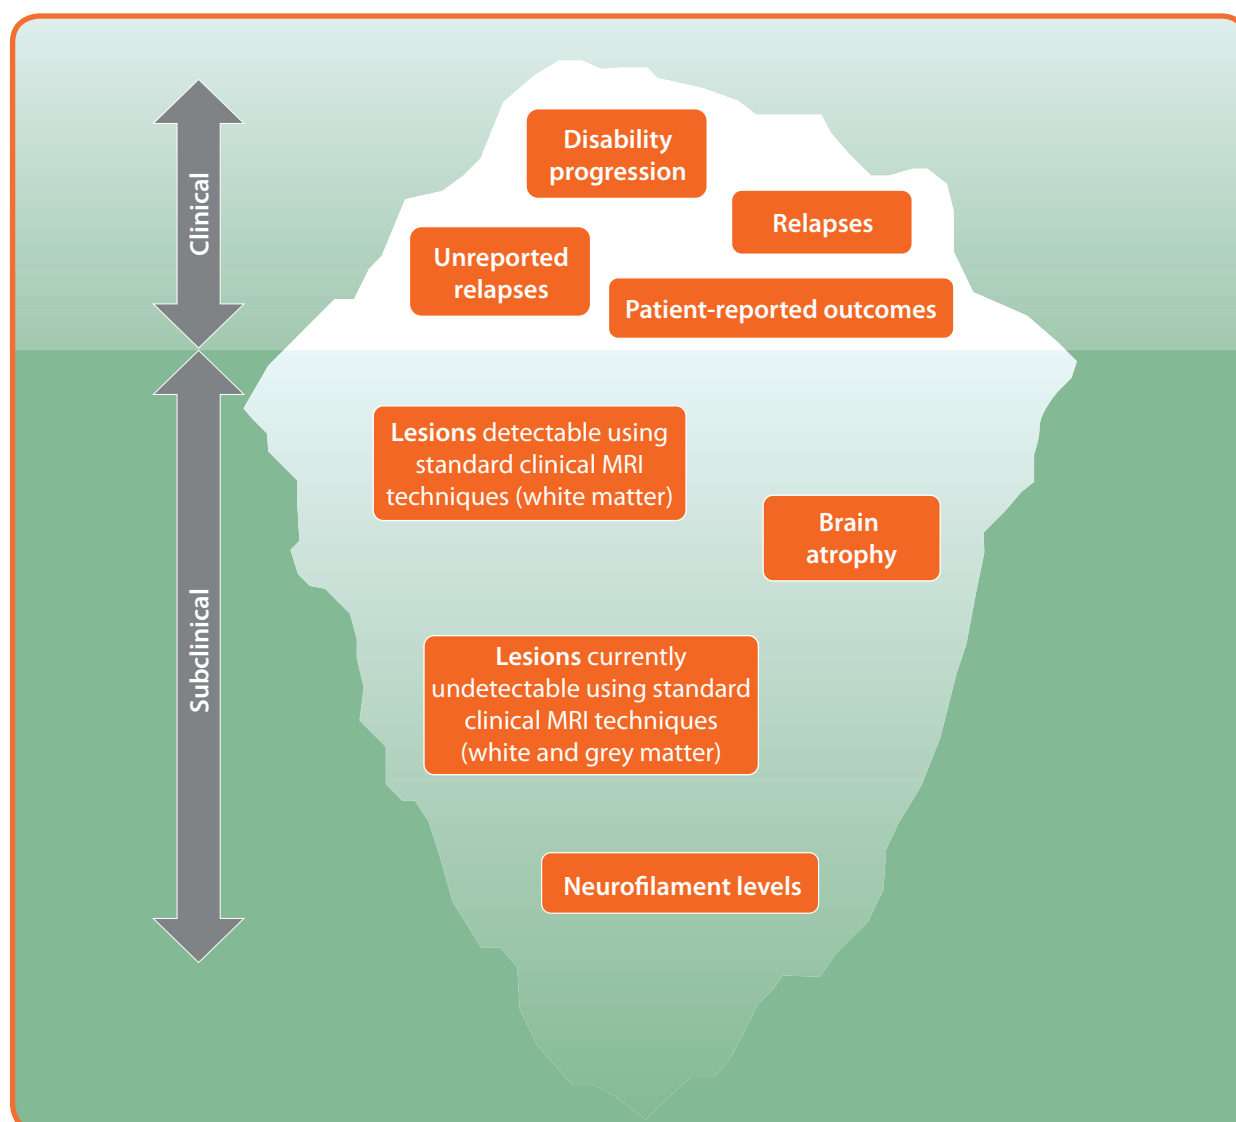 Clinical
Disability
progression
Relapses
Unreported
relapses
Patient-reported outcomes
Subclinical
Lesions detectable using
standard clinical MRI
techniques (white matter)
Brain
atrophy
Lesions currently
undetectable using standard
clinical MRI techniques
(white and grey matter)
Neurofilament levels